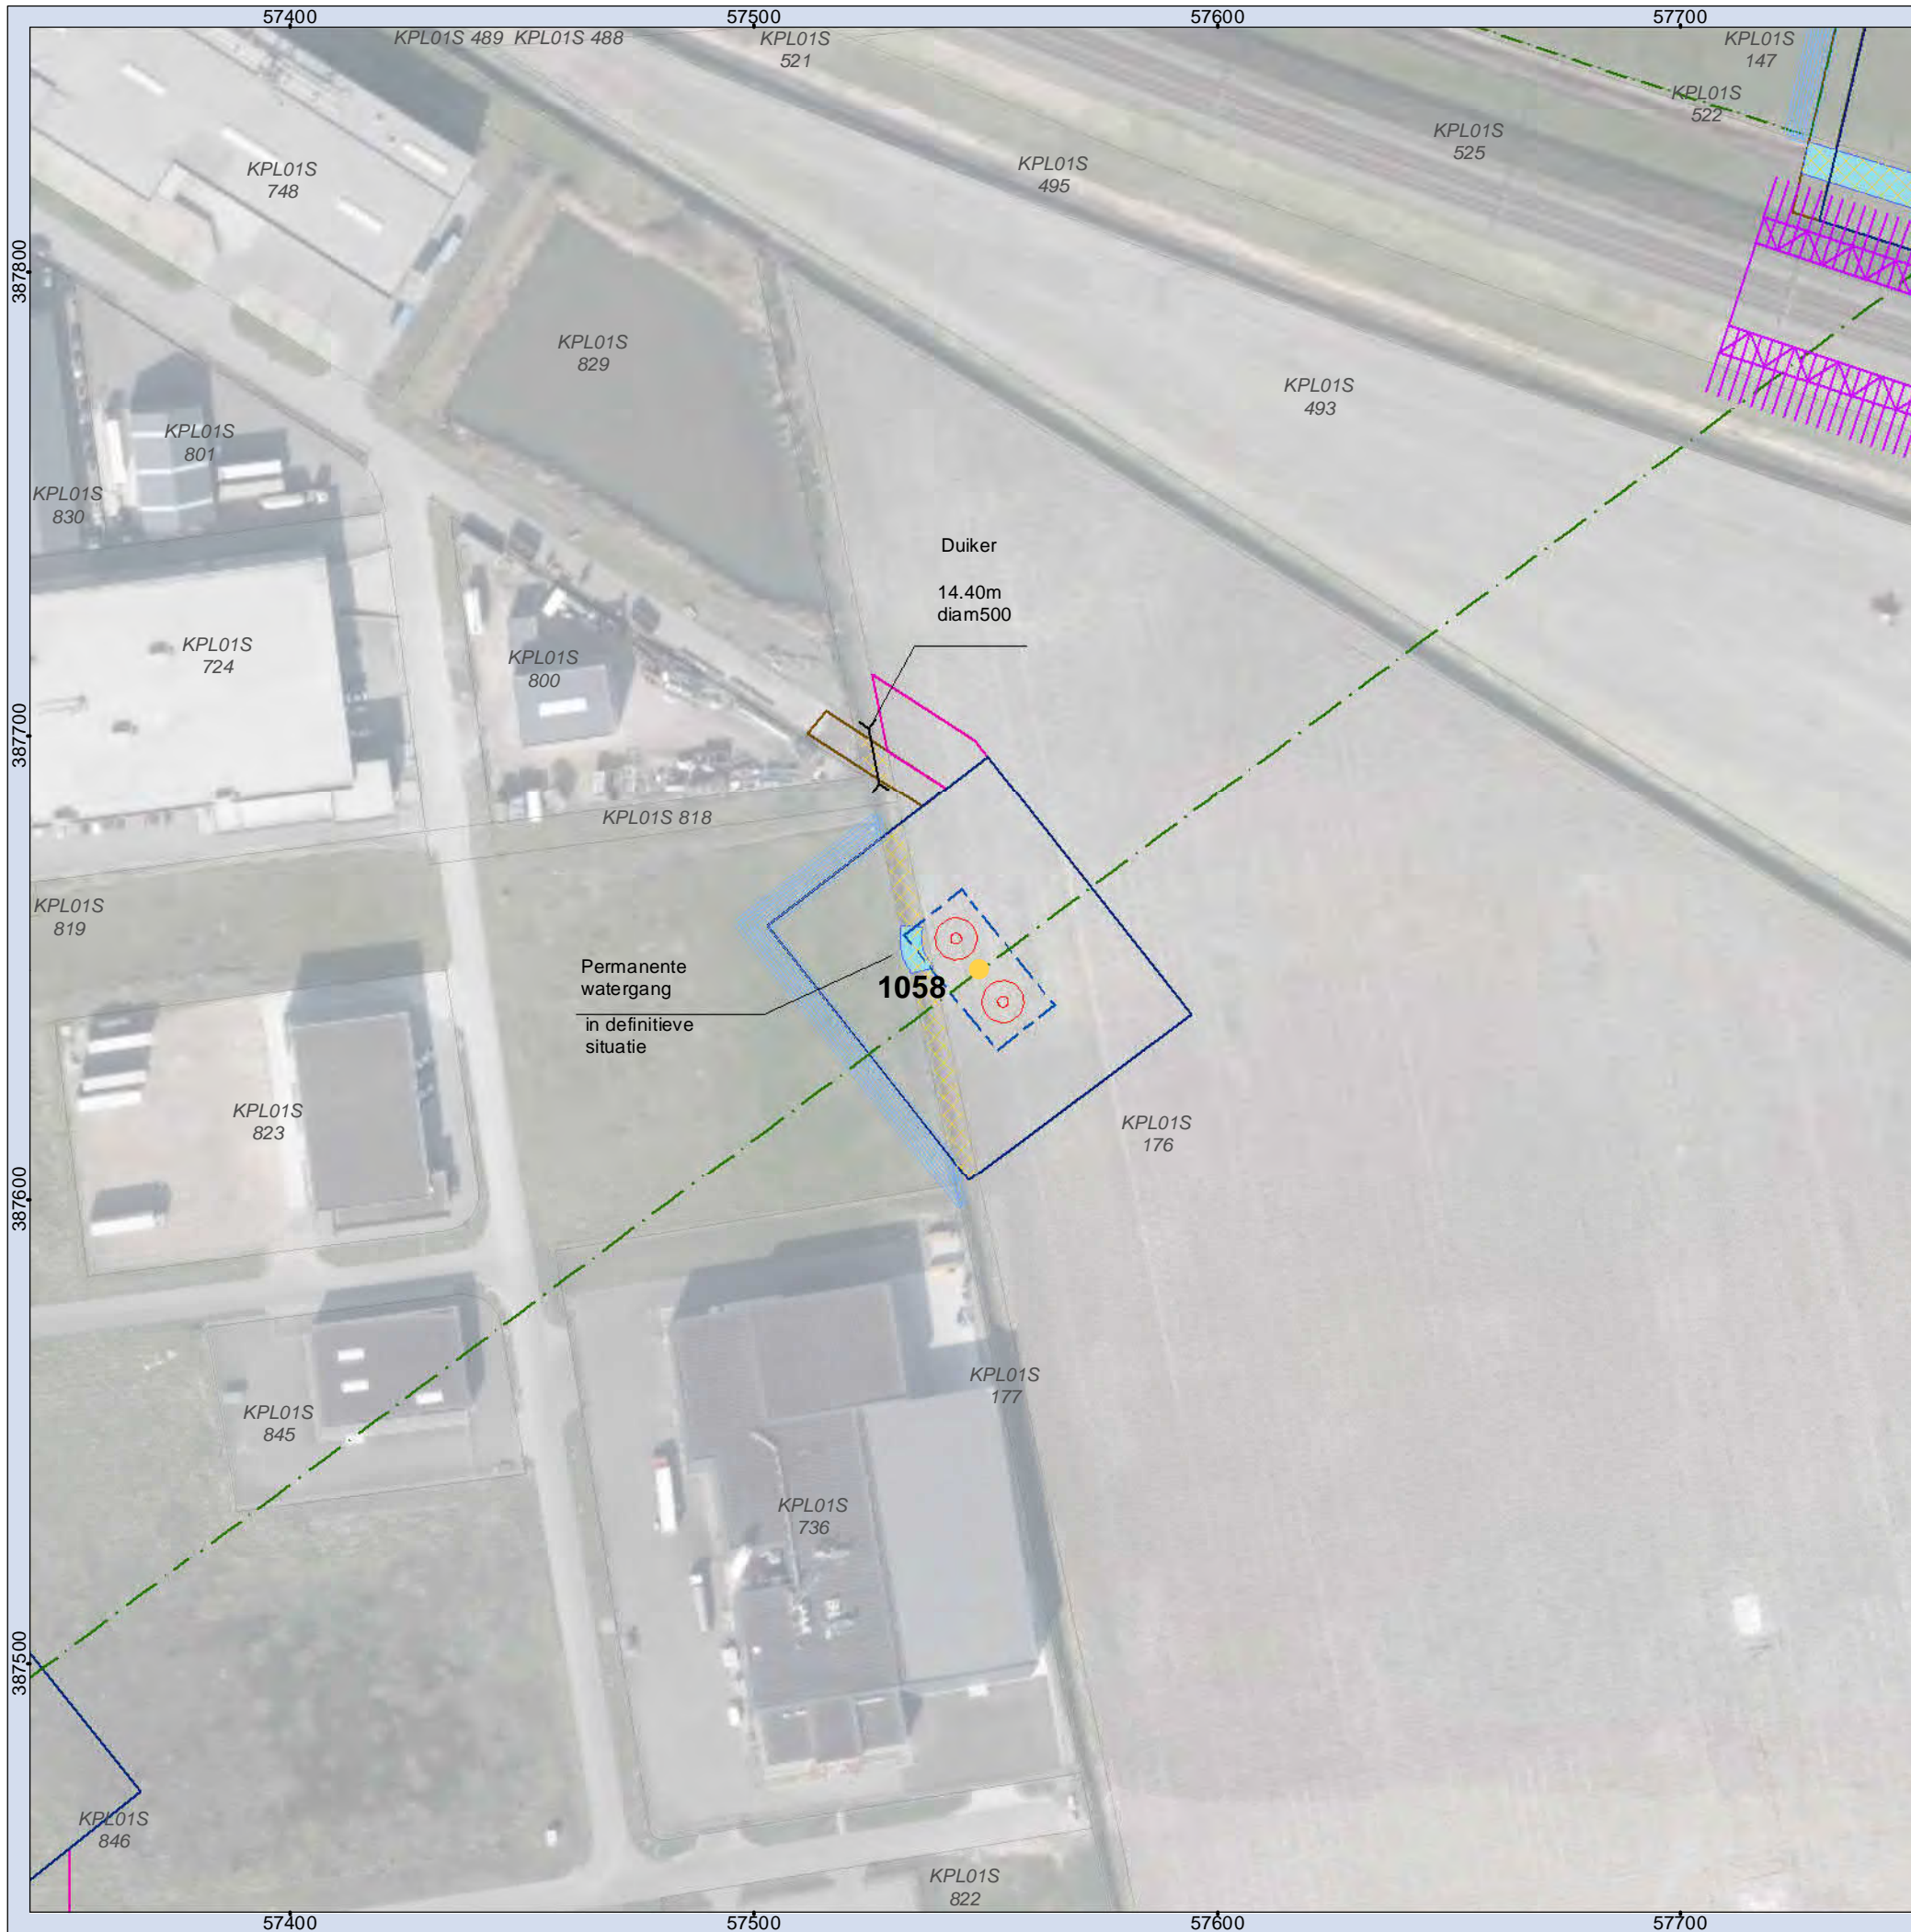 57400
57500
57600
57700
KPL01S 489
KPL01S 488
KPL01S
521
KPL01S
147
KPL01S
522
KPL01S
525
KPL01S
495
KPL01S
748
387800
KPL01S
829
KPL01S
493
KPL01S
801
KPL01S
830
Duiker
14.40m
diam500
KPL01S
724
KPL01S
800
387700
KPL01S 818
KPL01S
819
Permanente
watergang
in definitieve
situatie
1058
KPL01S
823
KPL01S
176
387600
KPL01S
177
KPL01S
845
KPL01S
736
387500
KPL01S
846
KPL01S
822
57400
57500
57600
57700